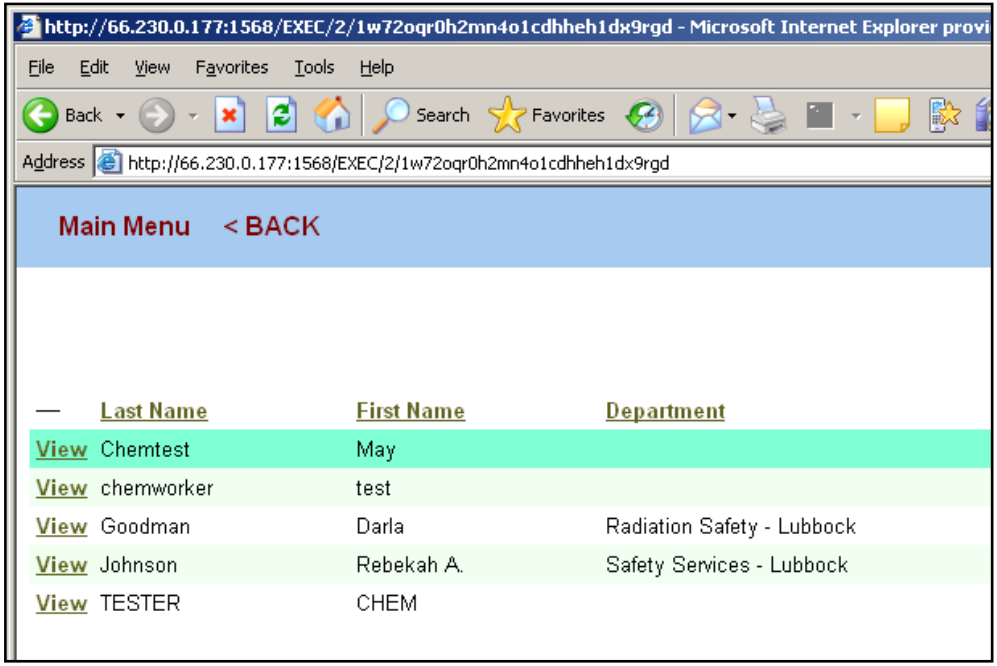 http://66.230.0.177:1568/EXEC/2/1w72oqr0h2mn4o1cdhheh1dx9rgd - Microsoft Internet Explorer provi
File Edit View Favorites Tools Help
Back Search Favorites
Address http://66.230.0.177:1568/EXEC/2/1w72oqr0h2mn4o1cdhheh1dx9rgd
Main Menu < BACK
— Last Name First Name Department
View Chemtest May
View chemworker test
View Goodman Darla Radiation Safety - Lubbock
View Johnson Rebekah A. Safety Services - Lubbock
View TESTER CHEM